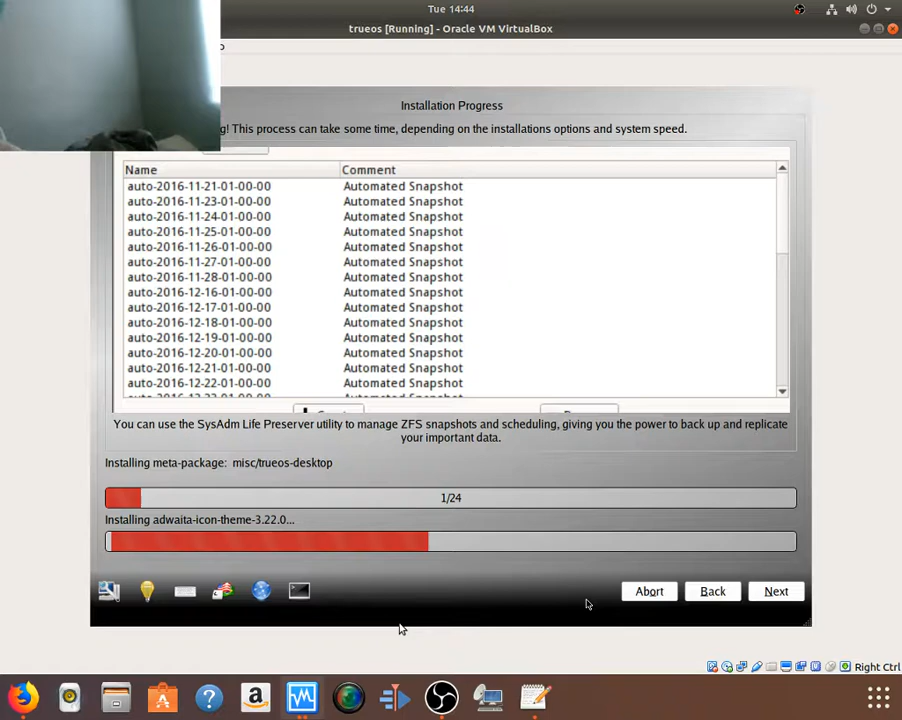 Tue 14:44
trueos [Running] - Oracle VM VirtualBox
Installation Progress
! This process can take some time, depending on the installations options and system speed.
Name Comment
auto-2016-11-21-01-00-00 Automated Snapshot
auto-2016-11-23-01-00-00 Automated Snapshot
auto-2016-11-24-01-00-00 Automated Snapshot
auto-2016-11-25-01-00-00 Automated Snapshot
auto-2016-11-26-01-00-00 Automated Snapshot
auto-2016-11-27-01-00-00 Automated Snapshot
auto-2016-11-28-01-00-00 Automated Snapshot
auto-2016-12-16-01-00-00 Automated Snapshot
auto-2016-12-17-01-00-00 Automated Snapshot
auto-2016-12-18-01-00-00 Automated Snapshot
auto-2016-12-19-01-00-00 Automated Snapshot
auto-2016-12-20-01-00-00 Automated Snapshot
auto-2016-12-21-01-00-00 Automated Snapshot
auto-2016-12-22-01-00-00 Automated Snapshot
You can use the SysAdm Life Preserver utility to manage ZFS snapshots and scheduling, giving you the power to back up and replicate
your important data.
Installing meta-package: misc/trueos-desktop
1/24
Installing adwaita-icon-theme-3.22.0...
Abort Back Next
Right Ctrl